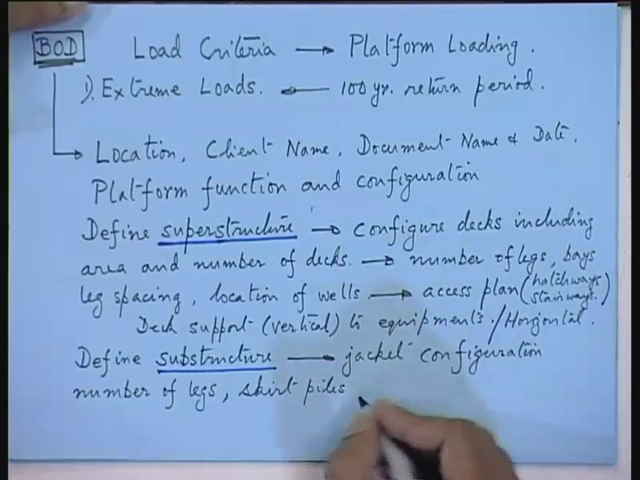 BOD Load Criteria → Platform Loading.
1). Extreme Loads. ← 100 yr. return period.
Location, Client Name, Document Name & Date.
Platform function and configuration
Define superstructure → configure decks including
area and number of decks. → number of legs, bays
leg spacing, location of wells → access plan (hatchways stairways.)
Deck support (vertical) to equipments / Horizontal.
Define substructure → jacket configuration
number of legs, skirt piles